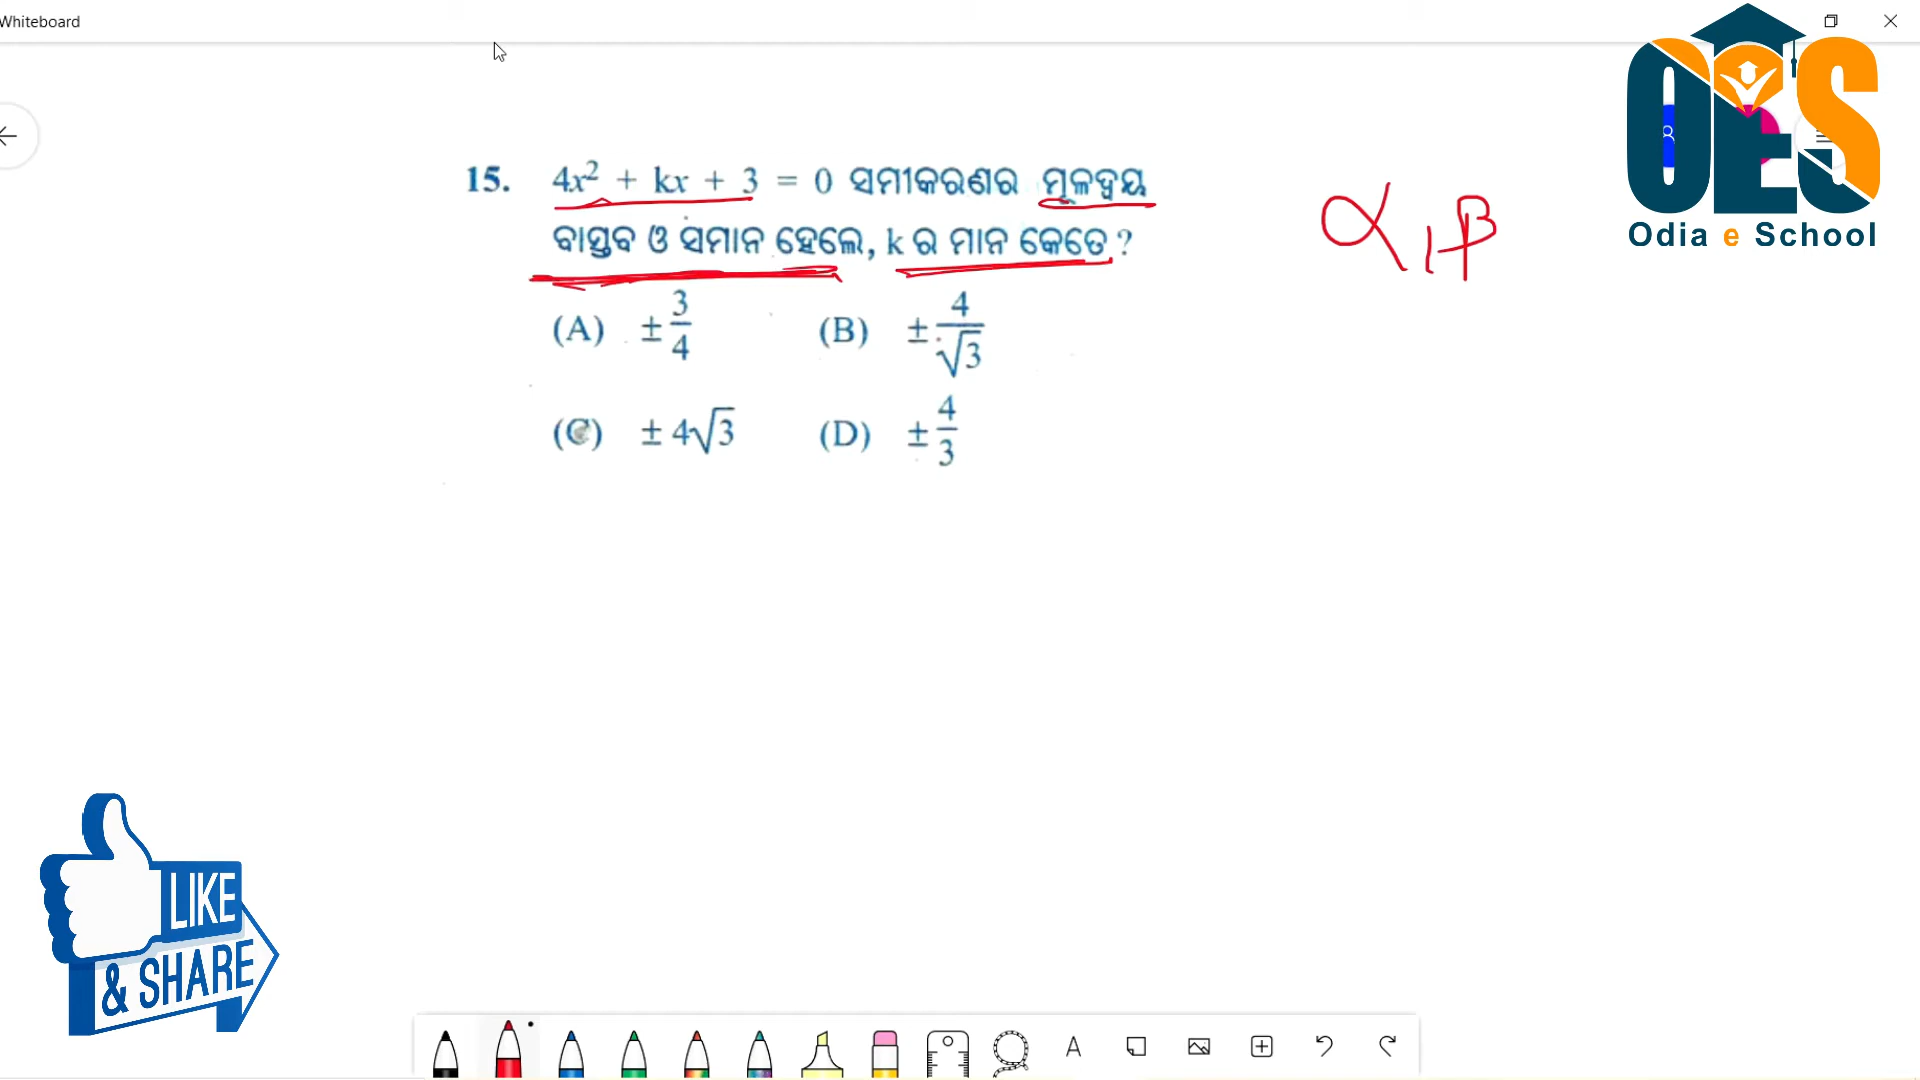 Whiteboard
15. 4x² + kx + 3 = 0 ସମୀକରଣର ମୂଳଦ୍ୱୟ
ବାସ୍ତବ ଓ ସମାନ ହେଲେ, k ର ମାନ କେତେ ?
(A) ± 3/4 (B) ± 4/√3
(C) ± 4√3 (D) ± 4/3
α, β
OES
Odia e School
LIKE
& SHARE
A